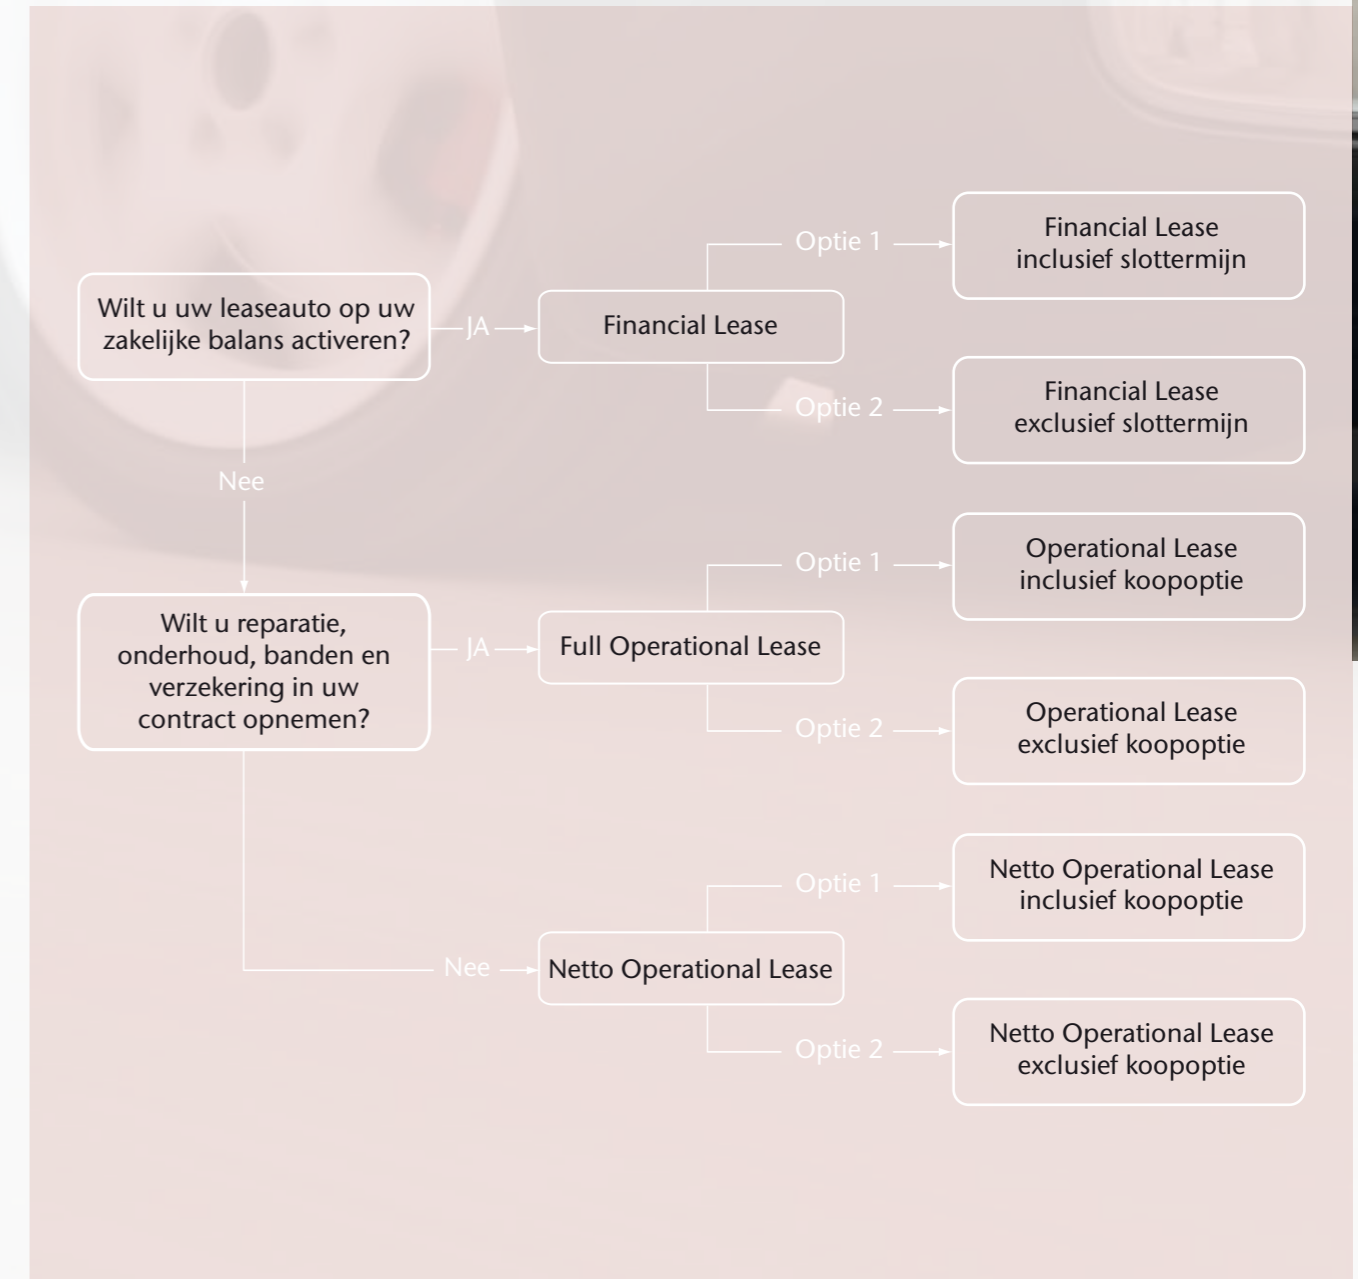 Wilt u uw leaseauto op uw
zakelijke balans activeren?
JA
Financial Lease
Optie 1
Financial Lease
inclusief slottermijn
Optie 2
Financial Lease
exclusief slottermijn
Nee
Wilt u reparatie,
onderhoud, banden en
verzekering in uw
contract opnemen?
JA
Full Operational Lease
Optie 1
Operational Lease
inclusief koopoptie
Optie 2
Operational Lease
exclusief koopoptie
Nee
Netto Operational Lease
Optie 1
Netto Operational Lease
inclusief koopoptie
Optie 2
Netto Operational Lease
exclusief koopoptie